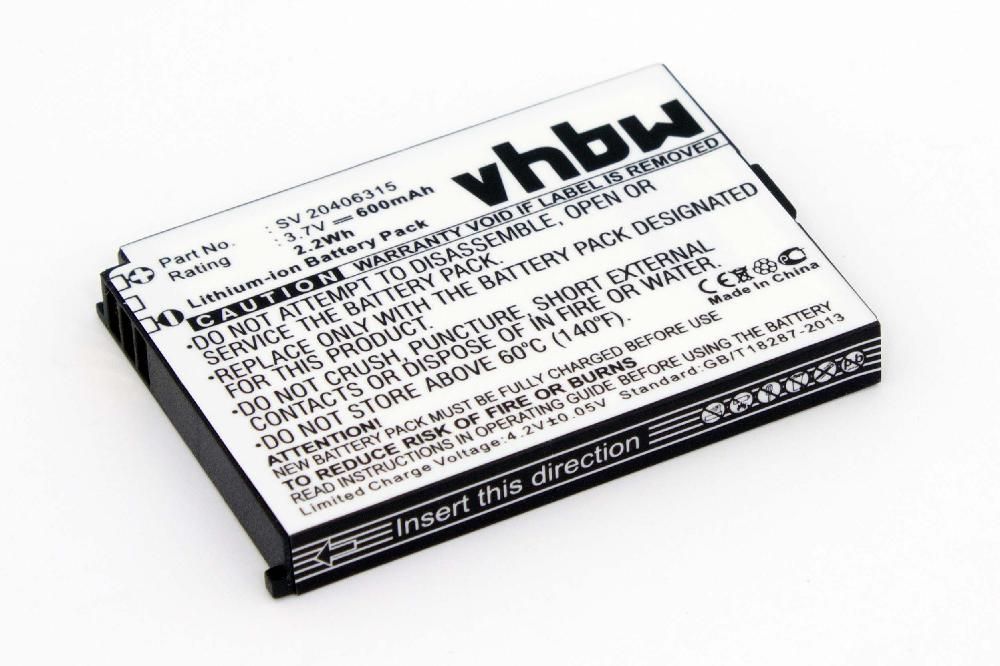 vhbw
Part No. : SV 20406315
Rating : 3.7V 600mAh
2.2Wh
Lithium-ion Battery Pack
CAUTION WARRANTY VOID IF LABEL IS REMOVED
•DO NOT ATTEMPT TO DISASSEMBLE, OPEN OR
SERVICE THE BATTERY PACK.
•REPLACE ONLY WITH THE BATTERY PACK DESIGNATED
FOR THIS PRODUCT.
•DO NOT CRUSH, PUNCTURE, SHORT EXTERNAL
CONTACTS OR DISPOSE OF IN FIRE OR WATER.
•DO NOT STORE ABOVE 60°C (140°F).
CE
Made in China
ATTENTION!
NEW BATTERY PACK MUST BE FULLY CHARGED BEFORE USE
TO REDUCE RISK OF FIRE OR BURNS
READ INSTRUCTIONS IN OPERATING GUIDE BEFORE INSTALLING THE BATTERY
Limited Charge Voltage:4.2V±0.05V Standard:GB/T18287-2013
Insert this direction